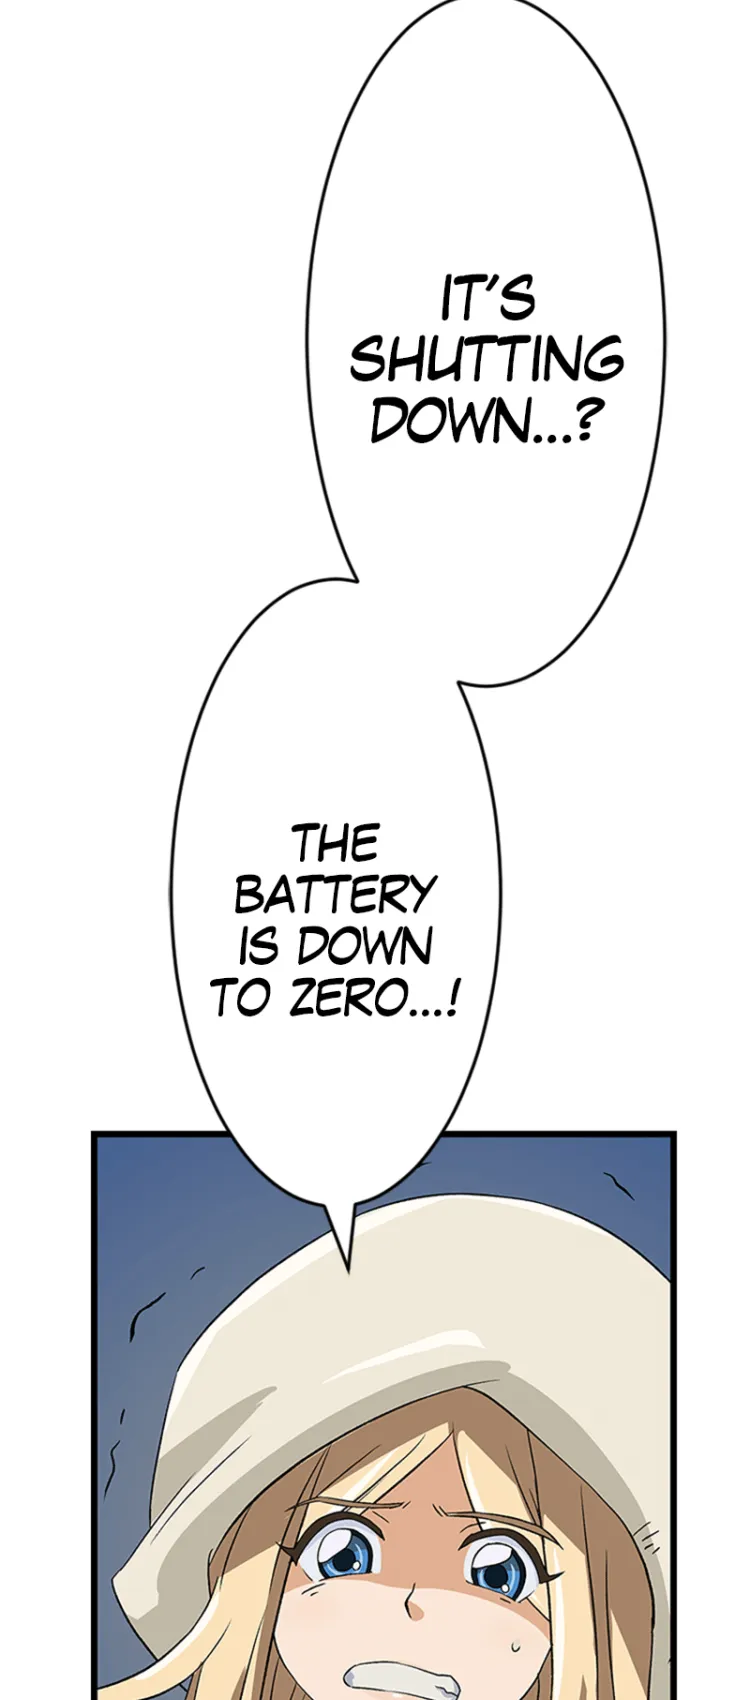 IT'S
SHUTTING
DOWN...?
THE
BATTERY
IS DOWN
TO ZERO...!